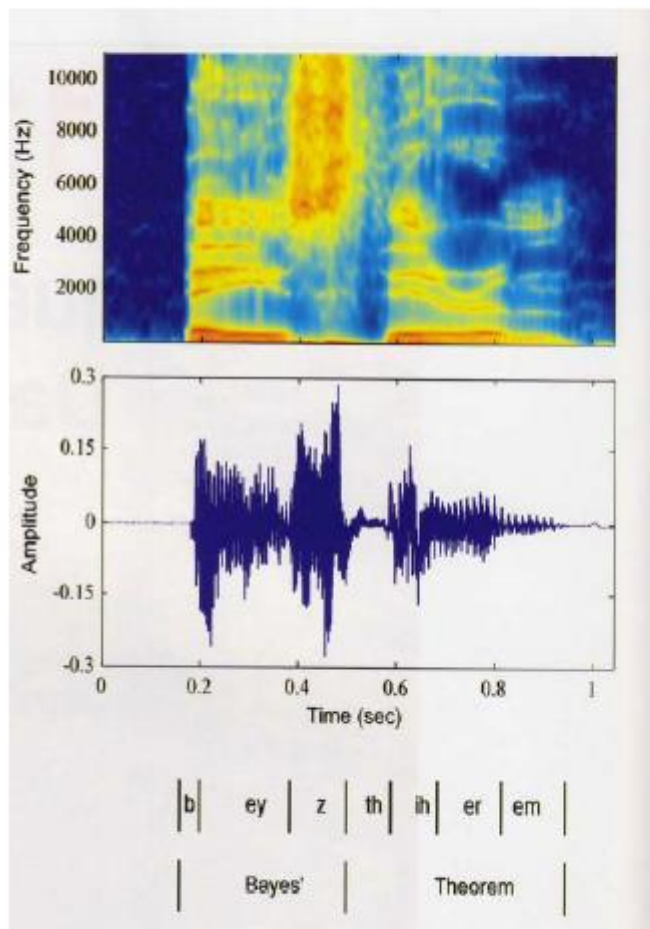 10000
8000
6000
4000
2000
Frequency (Hz)
0.3
0.15
0
-0.15
-0.3
Amplitude
0 0.2 0.4 0.6 0.8 1
Time (sec)
b ey z th ih er em
Bayes' Theorem